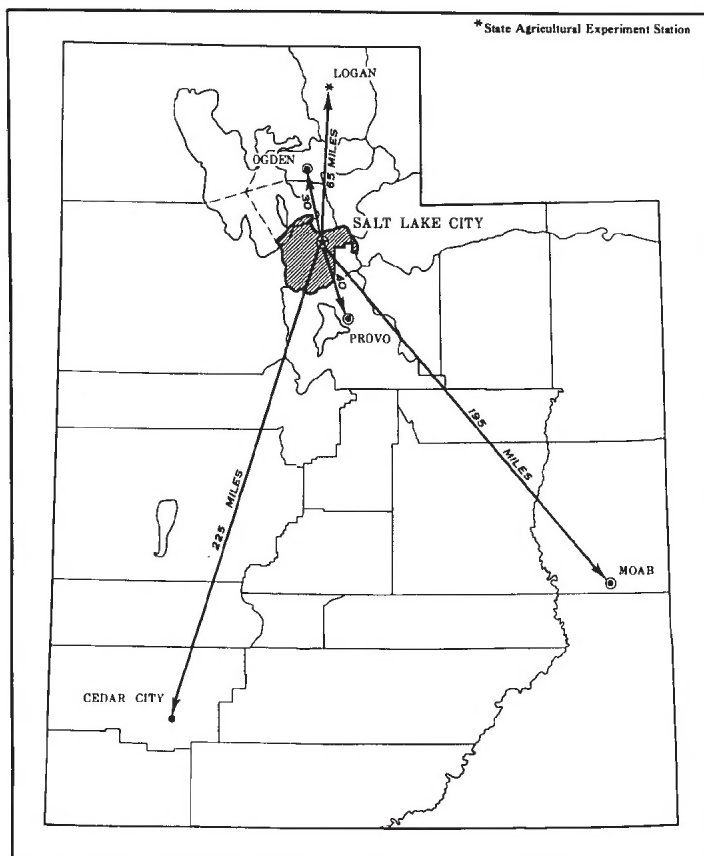 *State Agricultural Experiment Station
LOGAN
65 MILES
OGDEN
30
SALT LAKE CITY
40
PROVO
195 MILES
225 MILES
MOAB
CEDAR CITY